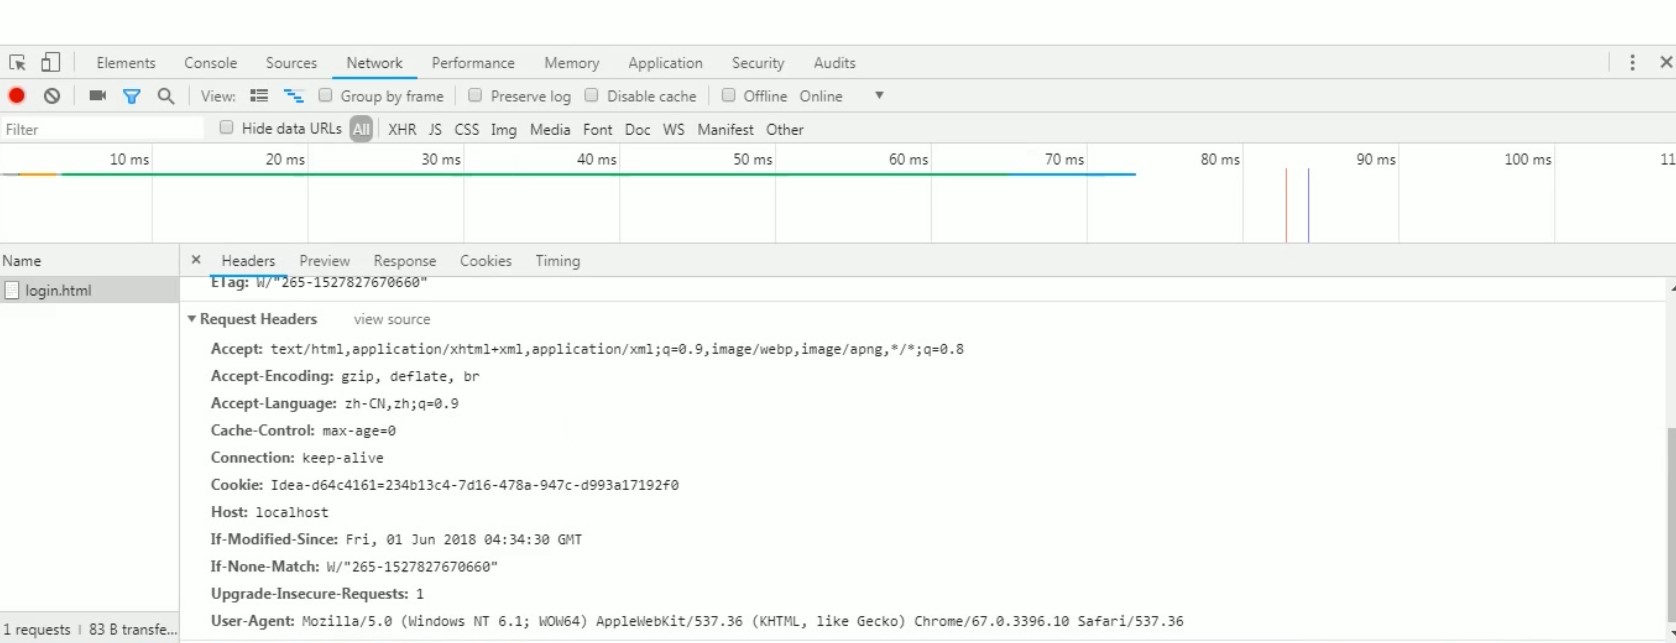 Elements Console Sources Network Performance Memory Application Security Audits
View: Group by frame Preserve log Disable cache Offline Online
Filter Hide data URLs All XHR JS CSS Img Media Font Doc WS Manifest Other
10 ms 20 ms 30 ms 40 ms 50 ms 60 ms 70 ms 80 ms 90 ms 100 ms 11
Name × Headers Preview Response Cookies Timing
login.html
ETag: W/"265-1527827670660"
Request Headers view source
Accept: text/html,application/xhtml+xml,application/xml;q=0.9,image/webp,image/apng,*/*;q=0.8
Accept-Encoding: gzip, deflate, br
Accept-Language: zh-CN,zh;q=0.9
Cache-Control: max-age=0
Connection: keep-alive
Cookie: Idea-d64c4161=234b13c4-7d16-478a-947c-d993a17192f0
Host: localhost
If-Modified-Since: Fri, 01 Jun 2018 04:34:30 GMT
If-None-Match: W/"265-1527827670660"
Upgrade-Insecure-Requests: 1
User-Agent: Mozilla/5.0 (Windows NT 6.1; WOW64) AppleWebKit/537.36 (KHTML, like Gecko) Chrome/67.0.3396.10 Safari/537.36
1 requests | 83 B transfe...